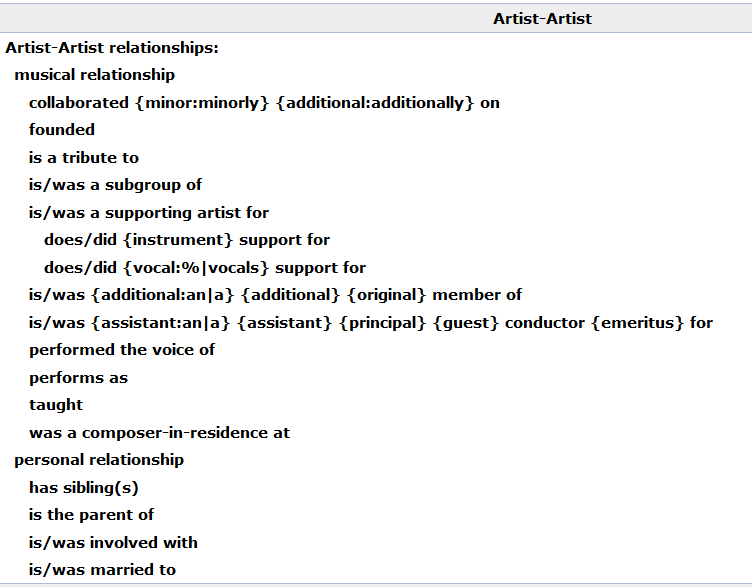 Artist-Artist
Artist-Artist relationships:
musical relationship
collaborated {minor:minorly} {additional:additionally} on
founded
is a tribute to
is/was a subgroup of
is/was a supporting artist for
does/did {instrument} support for
does/did {vocal:%|vocals} support for
is/was {additional:an|a} {additional} {original} member of
is/was {assistant:an|a} {assistant} {principal} {guest} conductor {emeritus} for
performed the voice of
performs as
taught
was a composer-in-residence at
personal relationship
has sibling(s)
is the parent of
is/was involved with
is/was married to